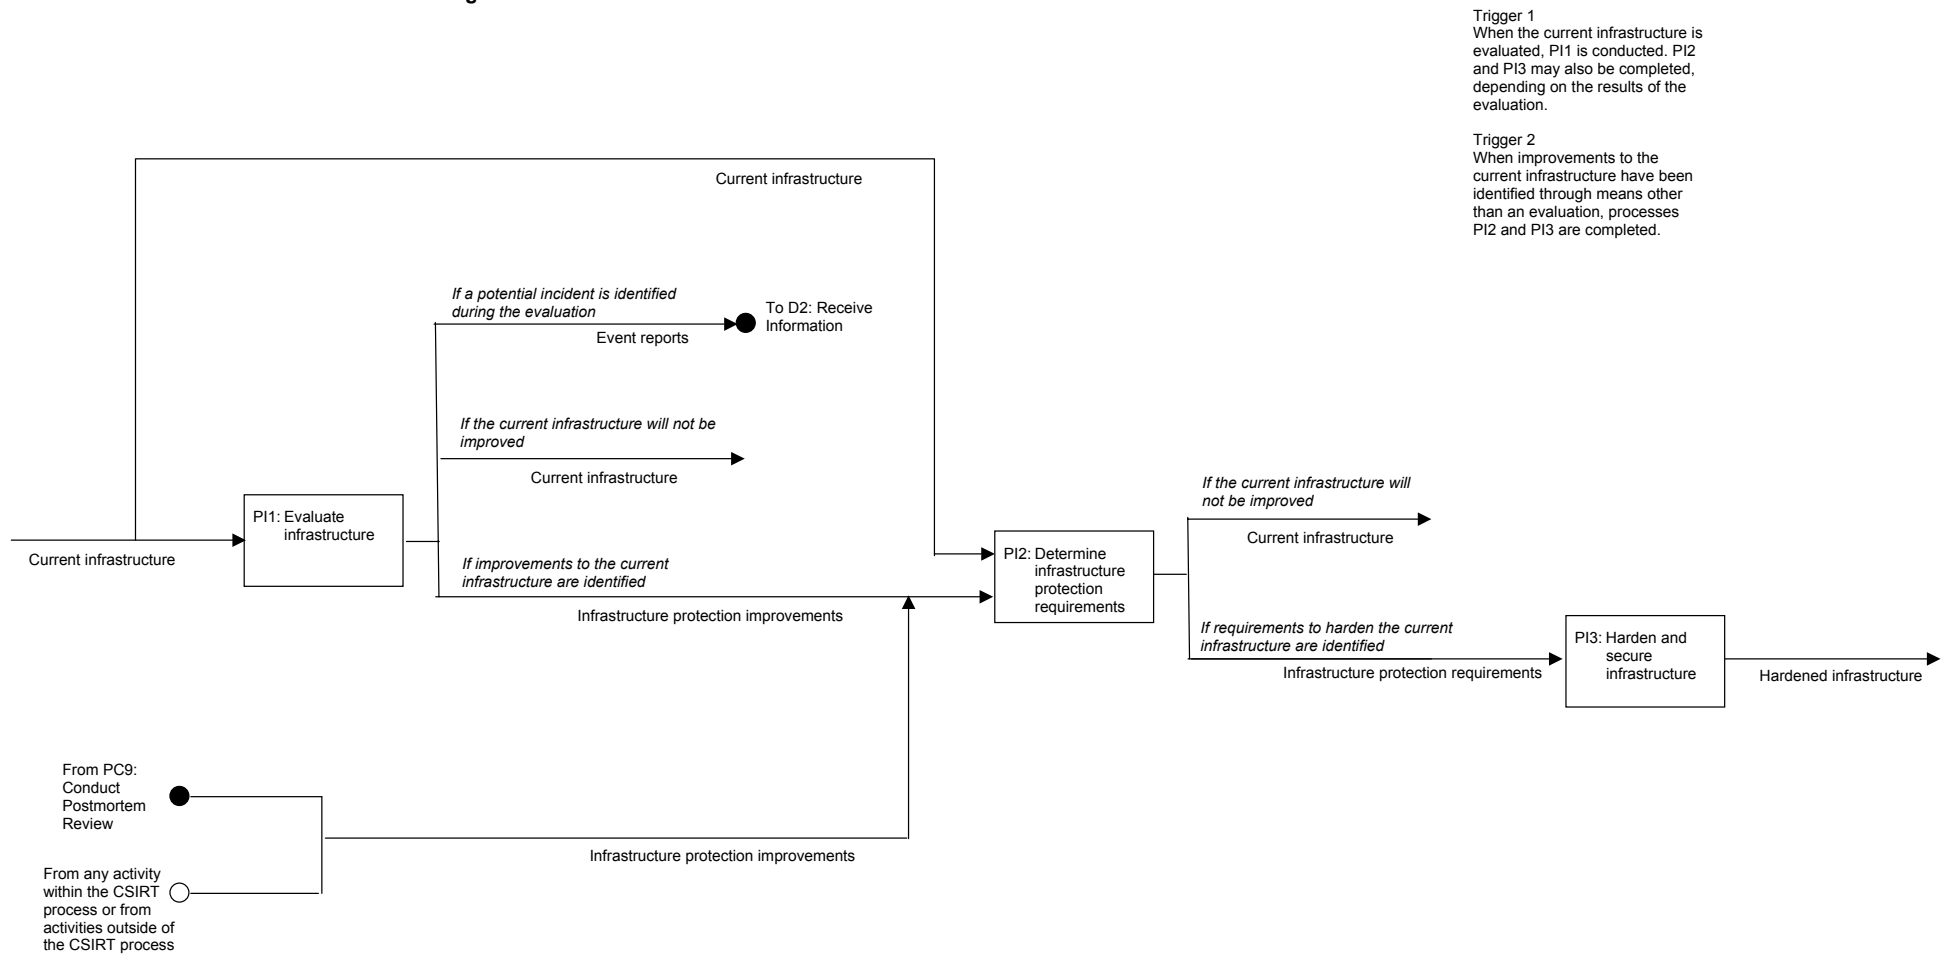 Trigger 1
When the current infrastructure is
evaluated, PI1 is conducted. PI2
and PI3 may also be completed,
depending on the results of the
evaluation.
Trigger 2
When improvements to the
current infrastructure have been
identified through means other
than an evaluation, processes
PI2 and PI3 are completed.
Current infrastructure
If a potential incident is identified
during the evaluation
Event reports
To D2: Receive
Information
If the current infrastructure will not be
improved
Current infrastructure
PI1: Evaluate
infrastructure
Current infrastructure
If improvements to the current
infrastructure are identified
Infrastructure protection improvements
PI2: Determine
infrastructure
protection
requirements
If the current infrastructure will
not be improved
Current infrastructure
If requirements to harden the current
infrastructure are identified
Infrastructure protection requirements
PI3: Harden and
secure
infrastructure
Hardened infrastructure
From PC9:
Conduct
Postmortem
Review
Infrastructure protection improvements
From any activity
within the CSIRT
process or from
activities outside of
the CSIRT process